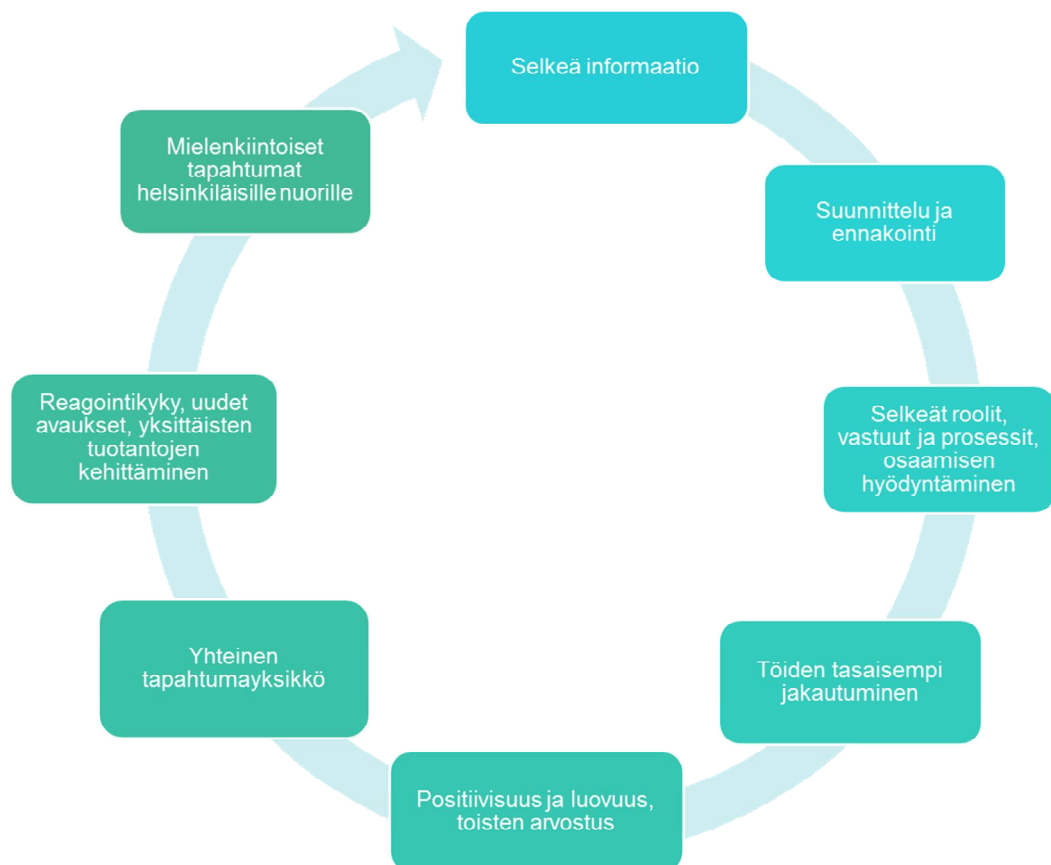 Selkeä informaatio
Suunnittelu ja
ennakointi
Selkeät roolit,
vastuut ja prosessit,
osaamisen
hyödyntäminen
Töiden tasaisempi
jakautuminen
Positiivisuus ja luovuus,
toisten arvostus
Yhteinen
tapahtumayksikkö
Reagointikyky, uudet
avaukset, yksittäisten
tuotantojen
kehittäminen
Mielenkiintoiset
tapahtumat
helsinkiläisille nuorille